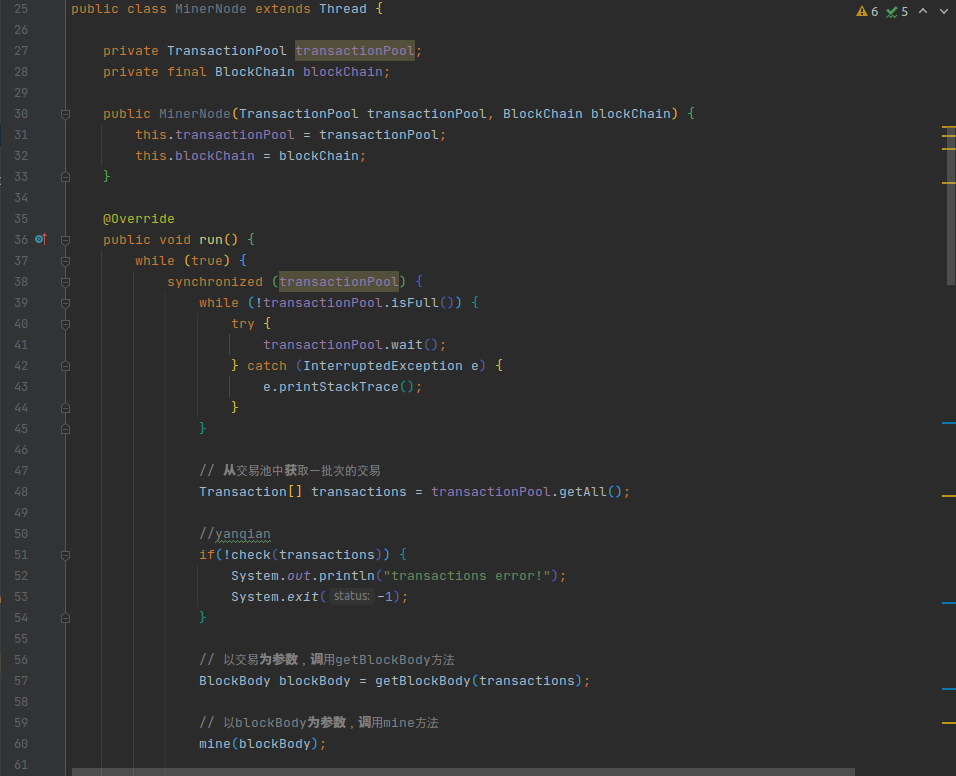 25 public class MinerNode extends Thread {
6 5
26
27 private TransactionPool transactionPool;
28 private final BlockChain blockChain;
29
30 public MinerNode(TransactionPool transactionPool, BlockChain blockChain) {
31 this.transactionPool = transactionPool;
32 this.blockChain = blockChain;
33 }
34
35 @Override
36 public void run() {
37 while (true) {
38 synchronized (transactionPool) {
39 while (!transactionPool.isFull()) {
40 try {
41 transactionPool.wait();
42 } catch (InterruptedException e) {
43 e.printStackTrace();
44 }
45 }
46
47 // 从交易池中获取一批次的交易
48 Transaction[] transactions = transactionPool.getAll();
49
50 //yanqian
51 if(!check(transactions)) {
52 System.out.println("transactions error!");
53 System.exit( status: -1);
54 }
55
56 // 以交易为参数，调用getBlockBody方法
57 BlockBody blockBody = getBlockBody(transactions);
58
59 // 以blockBody为参数，调用mine方法
60 mine(blockBody);
61